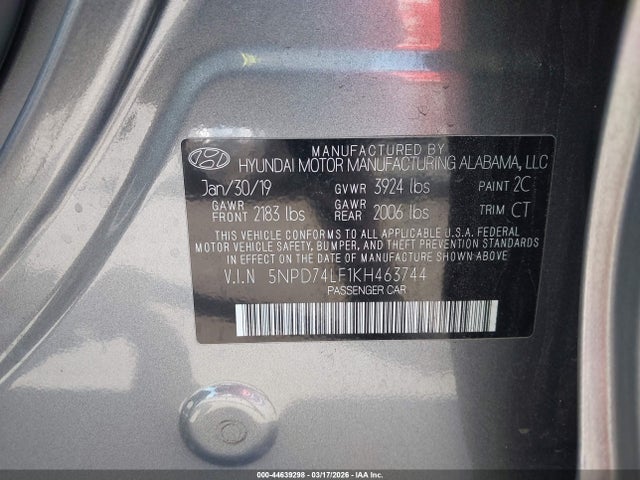 MANUFACTURED BY
HYUNDAI MOTOR MANUFACTURING ALABAMA, LLC
Jan/30/19 GVWR 3924 lbs PAINT 2C
GAWR FRONT 2183 lbs GAWR REAR 2006 lbs TRIM CT
THIS VEHICLE CONFORMS TO ALL APPLICABLE U.S.A. FEDERAL
MOTOR VEHICLE SAFETY, BUMPER, AND THEFT PREVENTION STANDARDS
IN EFFECT ON THE DATE OF MANUFACTURE SHOWN ABOVE
V.I.N 5NPD74LF1KH463744
PASSENGER CAR
000-44639298 - 03/17/2026 - IAA Inc.